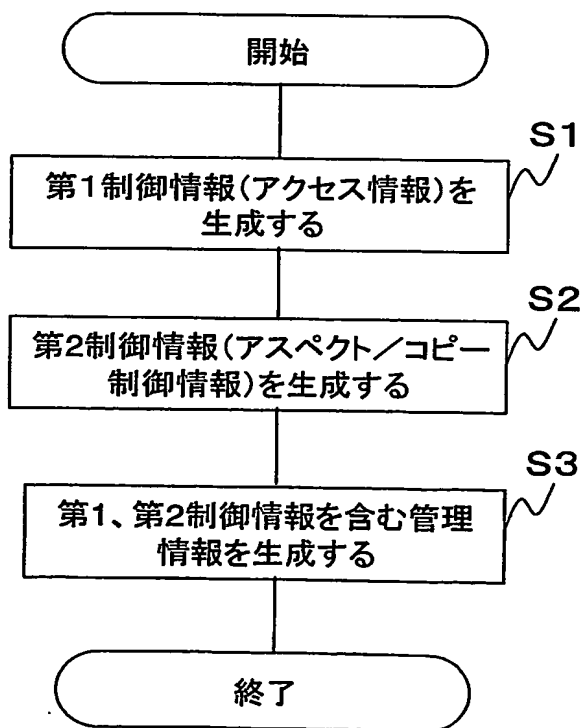 開始
S1
第1制御情報(アクセス情報)を
生成する
S2
第2制御情報(アスペクト／コピー
制御情報)を生成する
S3
第1、第2制御情報を含む管理
情報を生成する
終了